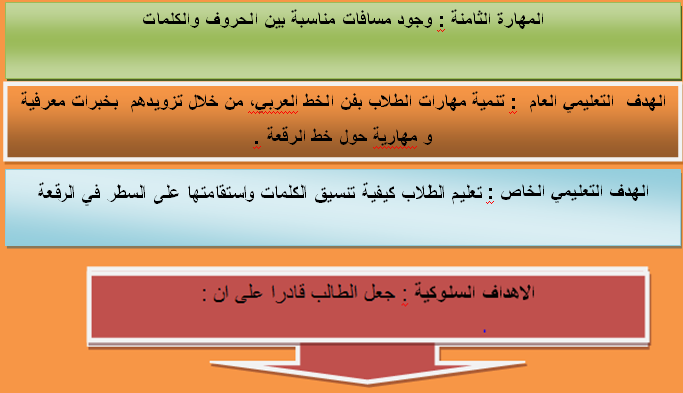 المهارة الثامنة : وجود مسافات مناسبة بين الحروف والكلمات
الهدف التعليمي العام : تنمية مهارات الطلاب بفن الخط العربي، من خلال تزويدهم بخبرات معرفية
و مهارية حول خط الرقعة .
الهدف التعليمي الخاص : تعليم الطلاب كيفية تنسيق الكلمات واستقامتها على السطر في الرقعة
الاهداف السلوكية : جعل الطالب قادرا على ان :
.